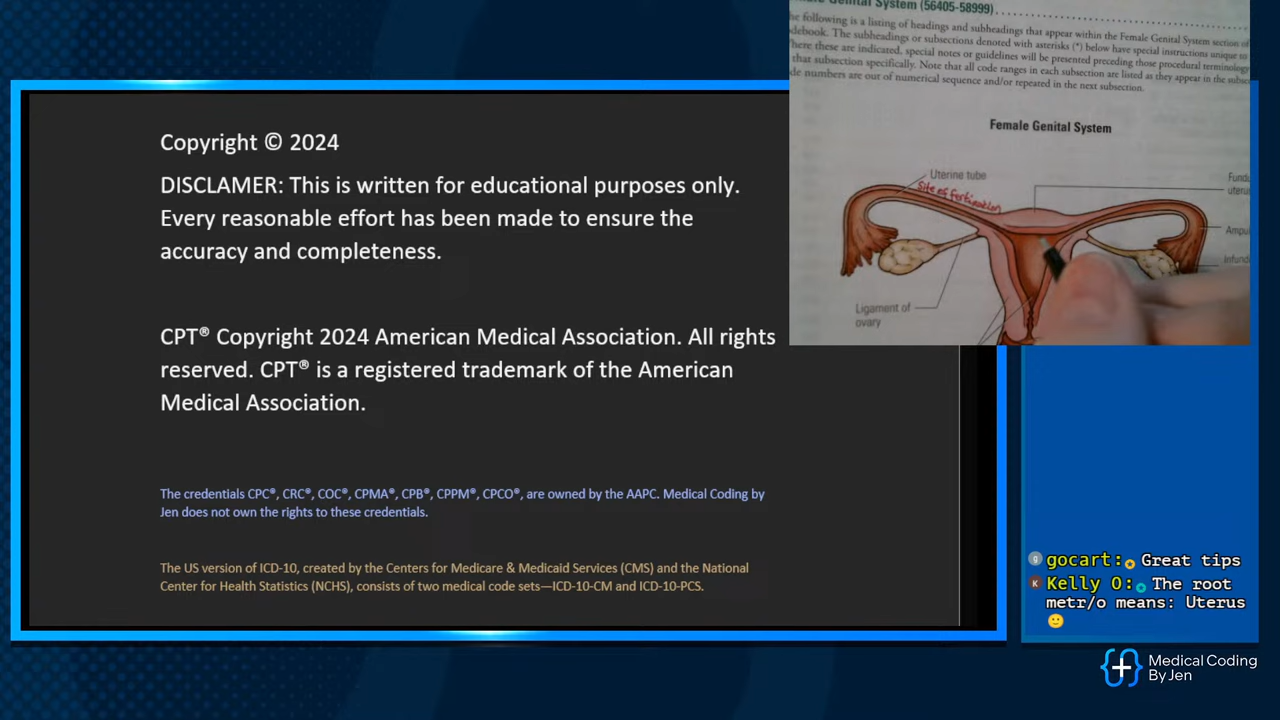 Copyright © 2024
DISCLAMER: This is written for educational purposes only.
Every reasonable effort has been made to ensure the
accuracy and completeness.
CPT® Copyright 2024 American Medical Association. All rights
reserved. CPT® is a registered trademark of the American
Medical Association.
The credentials CPC®, CRC®, COC®, CPMA®, CPB®, CPPM®, CPCO®, are owned by the AAPC. Medical Coding by
Jen does not own the rights to these credentials.
The US version of ICD-10, created by the Centers for Medicare & Medicaid Services (CMS) and the National
Center for Health Statistics (NCHS), consists of two medical code sets—ICD-10-CM and ICD-10-PCS.
Genital System (56405-58999)
following is a listing of headings and subheadings that appear within the Female Genital System section of
The subheadings or subsections denoted with asterisks (*) below have special instructions unique to
these are indicated, special notes or guidelines will be presented preceding those procedural terminology
that subsection specifically. Note that all code ranges in each subsection are listed as they appear in the
numbers are out of numerical sequence and/or repeated in the next subsection.
Female Genital System
Uterine tube
Site of
Ligament of
ovary
gocart: Great tips
Kelly O: The root
metr/o means: Uterus
🙂
Medical Coding
By Jen